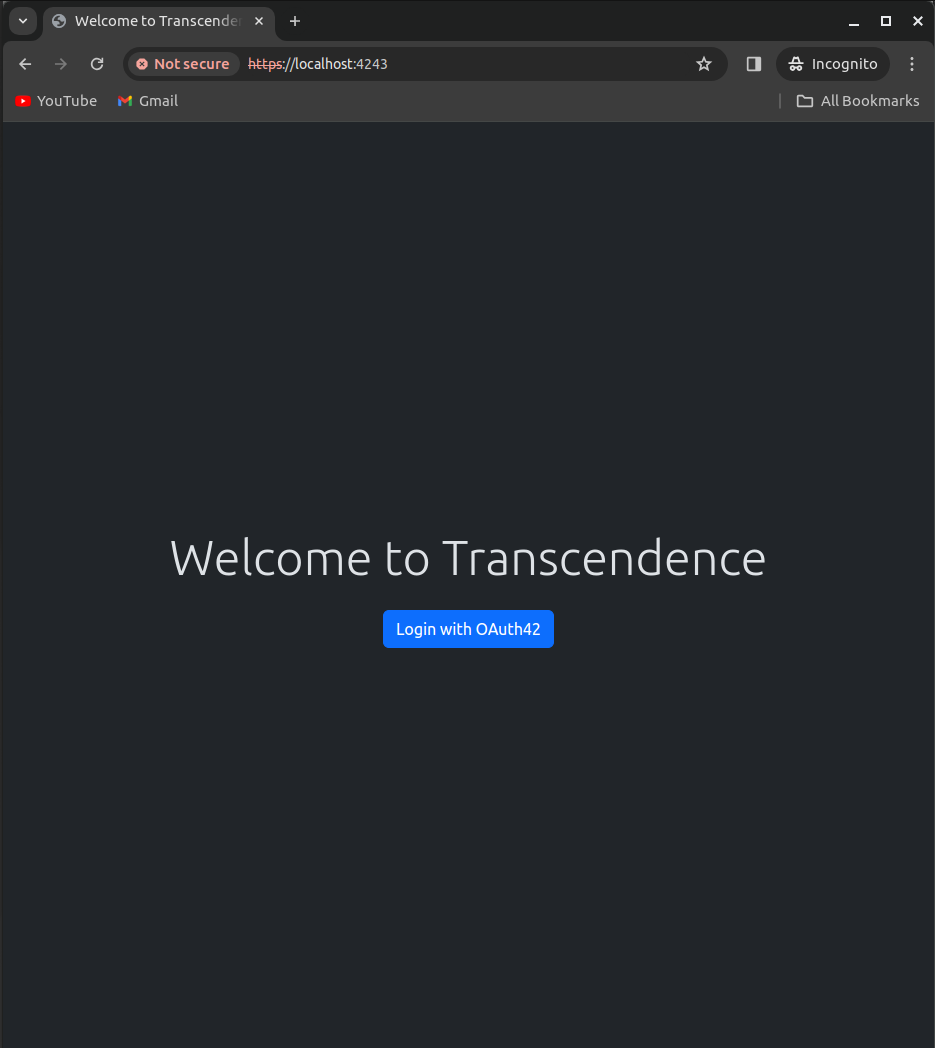 Welcome to Transcende
Not secure https://localhost:4243 Incognito
YouTube Gmail All Bookmarks
Welcome to Transcendence
Login with OAuth42